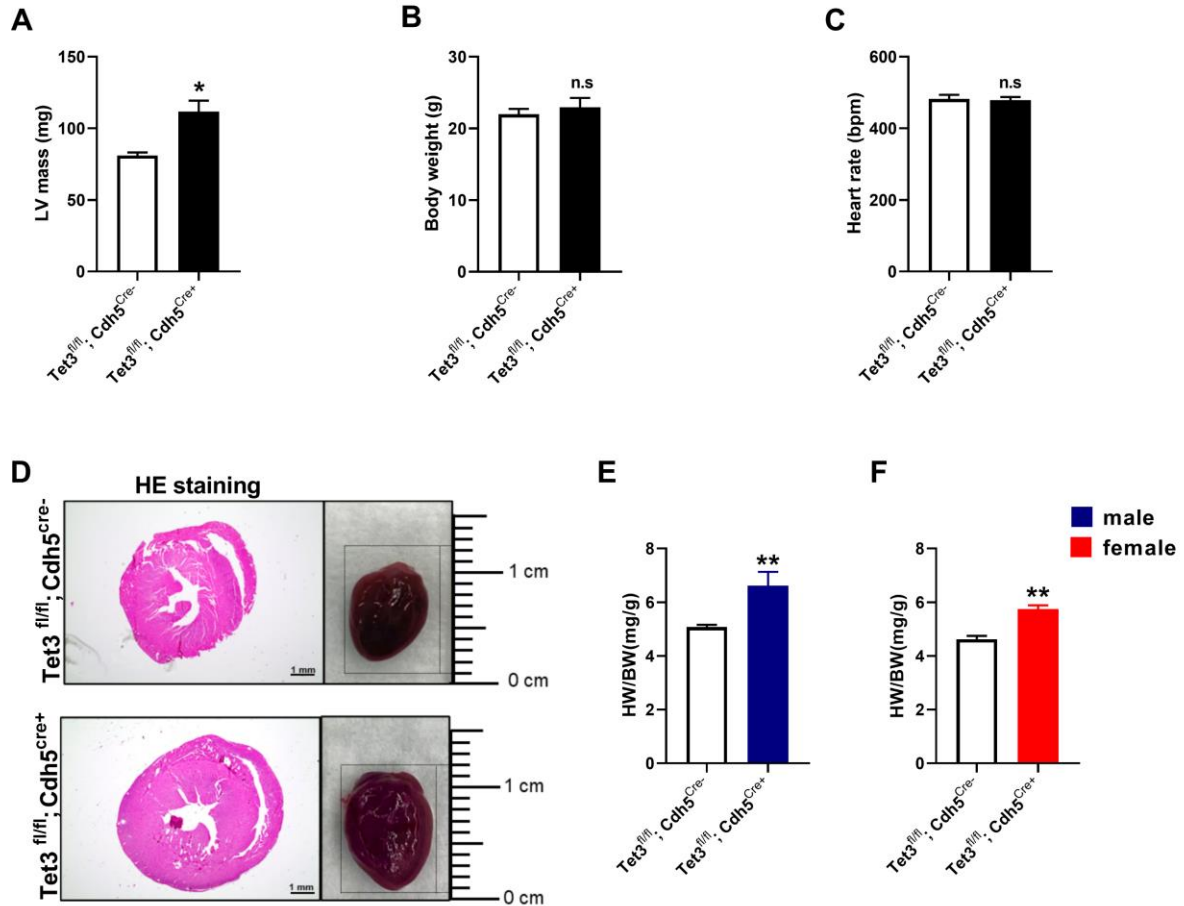 A
LV mass (mg)
150
100
50
0
*
Tet3fl/fl; Cdh5Cre-
Tet3fl/fl; Cdh5Cre+
B
Body weight (g)
30
20
10
0
n.s
Tet3fl/fl; Cdh5Cre-
Tet3fl/fl; Cdh5Cre+
C
Heart rate (bpm)
600
400
200
0
n.s
Tet3fl/fl; Cdh5Cre-
Tet3fl/fl; Cdh5Cre+
D
HE staining
Tet3 fl/fl; Cdh5cre-
1 mm
1 cm
0 cm
Tet3 fl/fl; Cdh5cre+
1 mm
1 cm
0 cm
E
HW/BW(mg/g)
8
6
4
2
0
**
Tet3fl/fl; Cdh5Cre-
Tet3fl/fl; Cdh5Cre+
F
male
female
HW/BW(mg/g)
8
6
4
2
0
**
Tet3fl/fl; Cdh5Cre-
Tet3fl/fl; Cdh5Cre+